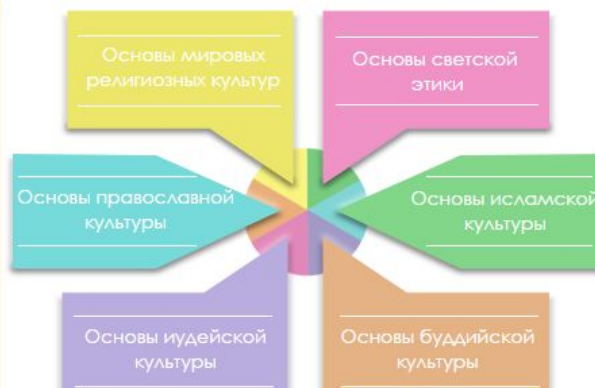 Основы мировых
религиозных культур
Основы светской
этики
Основы православной
культуры
Основы исламской
культуры
Основы иудейской
культуры
Основы буддийской
культуры